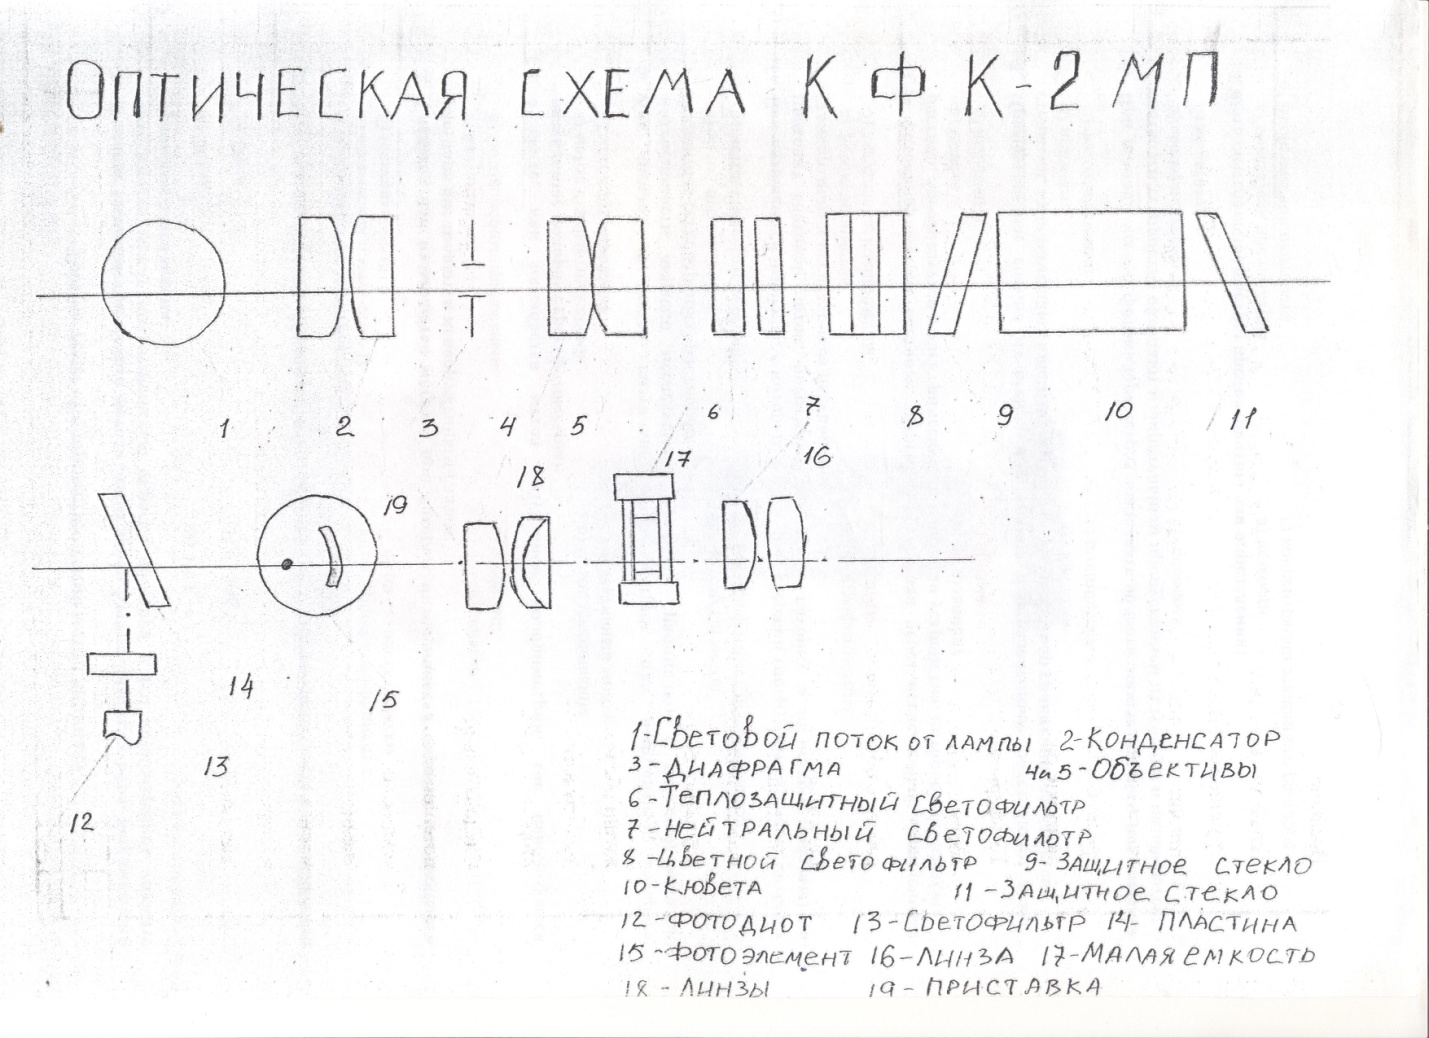 ОПТИЧЕСКАЯ СХЕМА КФК-2МП
1 2 3 4 5 6 7 8 9 10 11
18 17 16
19
14 15
13
12
1-Световой поток от лампы 2-Конденсатор
3-Диафрагма 4и5-Объективы
6-Теплозащитный светофильтр
7-Нейтральный светофильтр
8-Цветной светофильтр 9-Защитное стекло
10-Кювета 11-Защитное стекло
12-Фотодиот 13-Светофильтр 14-Пластина
15-Фотоэлемент 16-Линза 17-Малая емкость
18-Линзы 19-Приставка